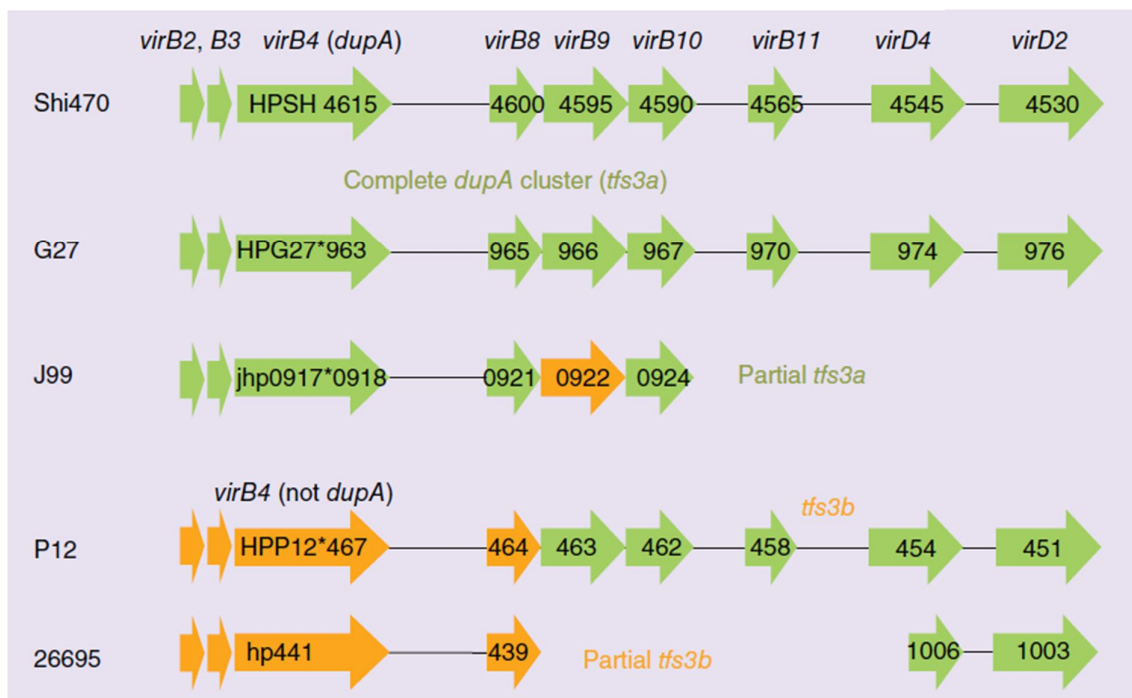 virB2, B3 virB4 (dupA) virB8 virB9 virB10 virB11 virD4 virD2
Shi470 HPSH 4615 4600 4595 4590 4565 4545 4530
Complete dupA cluster (tfs3a)
G27 HPG27*963 965 966 967 970 974 976
J99 jhp0917*0918 0921 0922 0924 Partial tfs3a
virB4 (not dupA) tfs3b
P12 HPP12*467 464 463 462 458 454 451
26695 hp441 439 Partial tfs3b 1006 1003